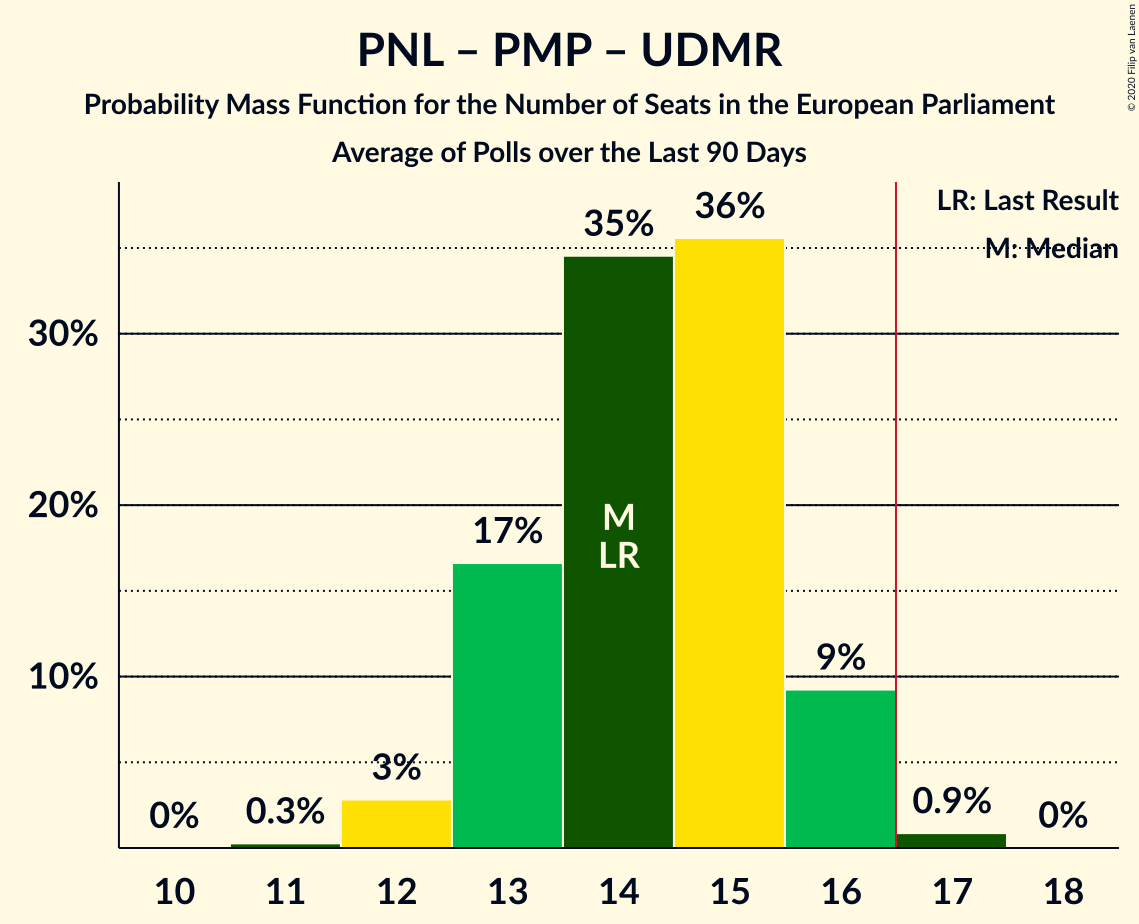 PNL – PMP – UDMR
Probability Mass Function for the Number of Seats in the European Parliament
Average of Polls over the Last 90 Days
© 2020 Filip van Laenen
LR: Last Result
M: Median
30%
20%
10%
0%
0.3%
3%
17%
35%
36%
9%
0.9%
0%
M
LR
10
11
12
13
14
15
16
17
18